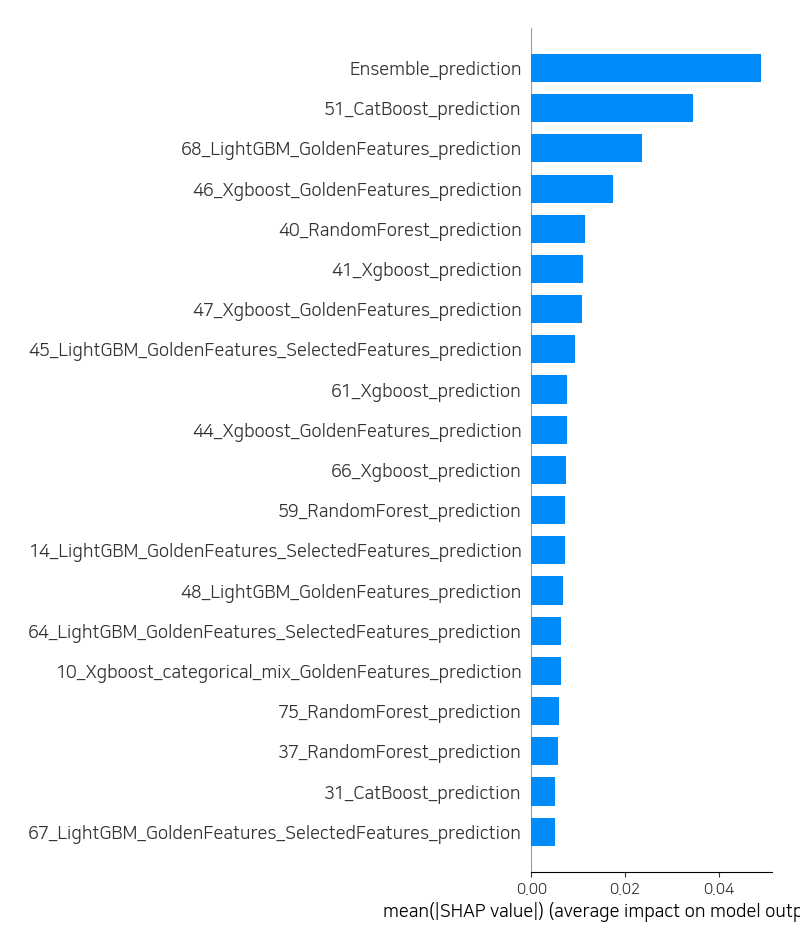 Ensemble_prediction
51_CatBoost_prediction
68_LightGBM_GoldenFeatures_prediction
46_Xgboost_GoldenFeatures_prediction
40_RandomForest_prediction
41_Xgboost_prediction
47_Xgboost_GoldenFeatures_prediction
45_LightGBM_GoldenFeatures_SelectedFeatures_prediction
61_Xgboost_prediction
44_Xgboost_GoldenFeatures_prediction
66_Xgboost_prediction
59_RandomForest_prediction
14_LightGBM_GoldenFeatures_SelectedFeatures_prediction
48_LightGBM_GoldenFeatures_prediction
64_LightGBM_GoldenFeatures_SelectedFeatures_prediction
10_Xgboost_categorical_mix_GoldenFeatures_prediction
75_RandomForest_prediction
37_RandomForest_prediction
31_CatBoost_prediction
67_LightGBM_GoldenFeatures_SelectedFeatures_prediction
0.00 0.02 0.04
mean(|SHAP value|) (average impact on model outp